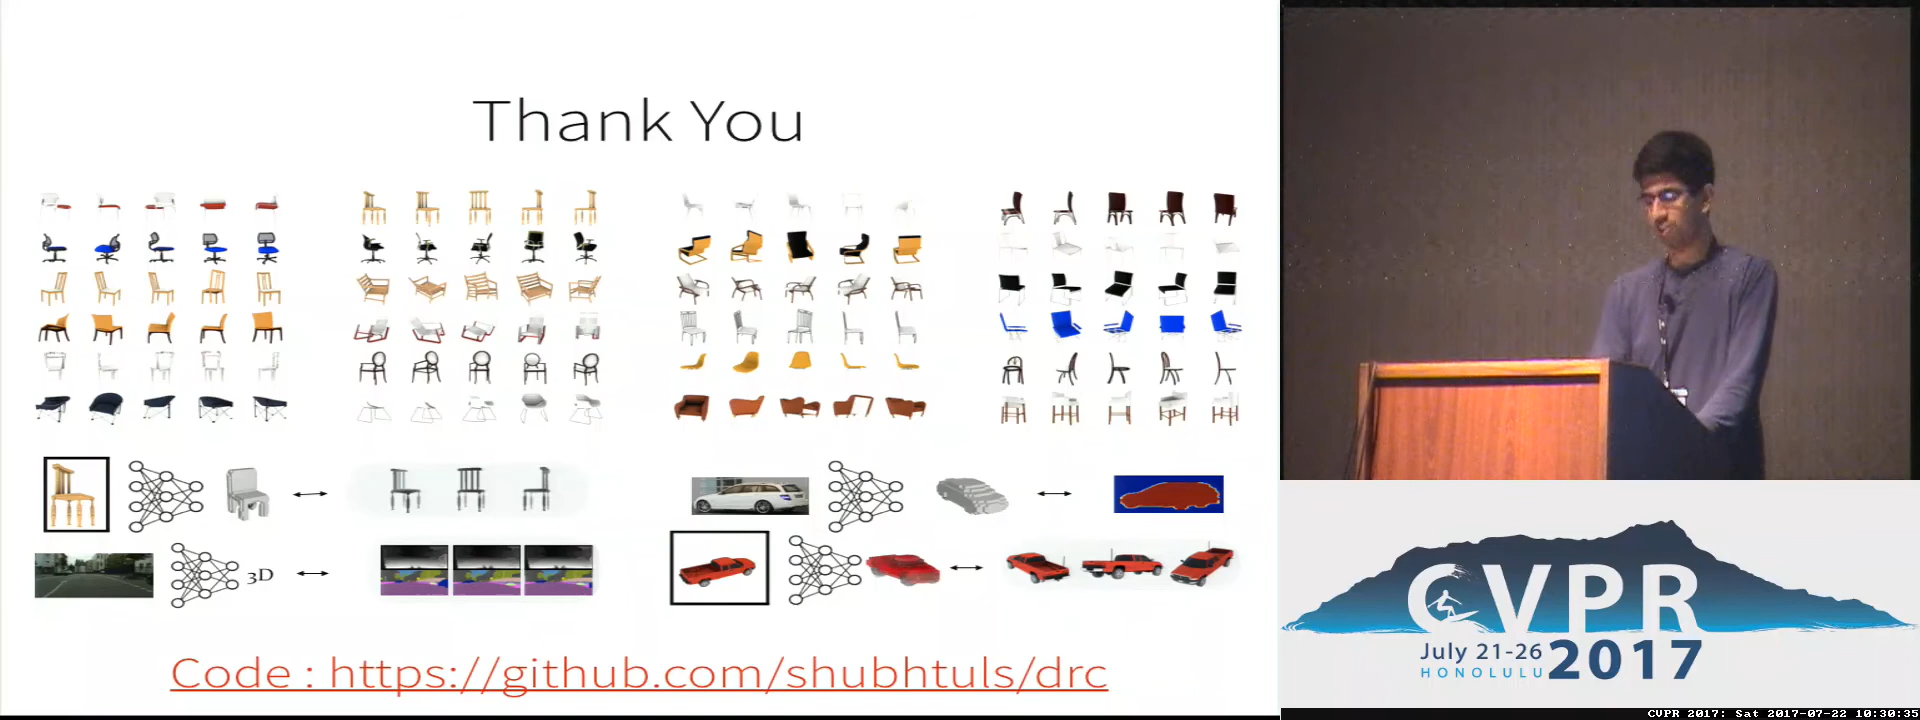 Thank You
3D
Code : https://github.com/shubhtuls/drc
CVPR
July 21-26
HONOLULU
2017
CVPR 2017: Sat 2017-07-22 10:30:35